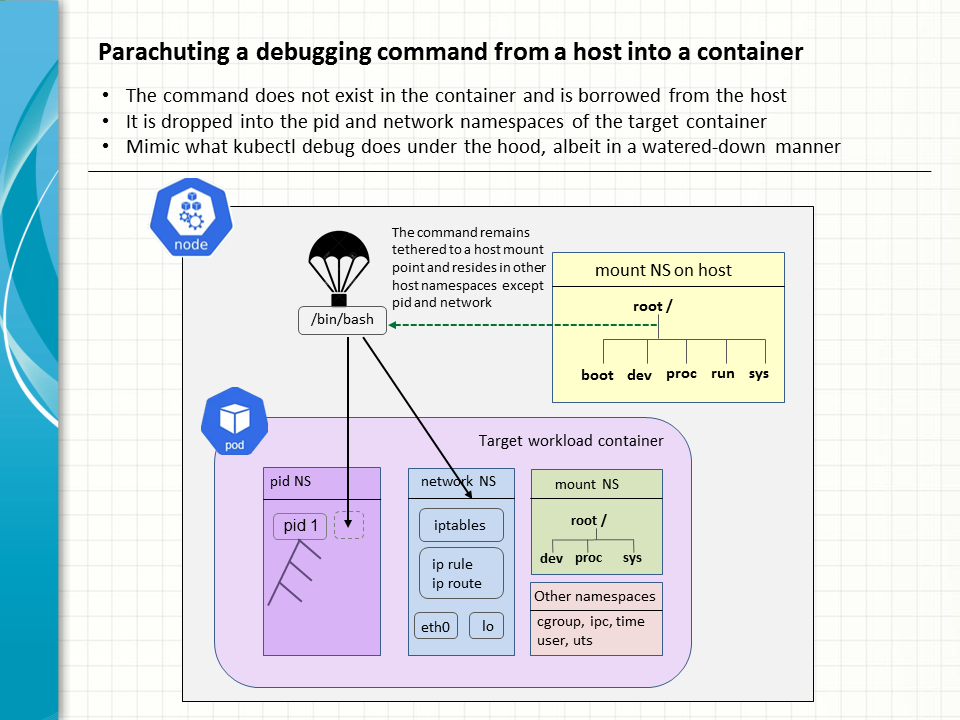 Parachuting a debugging command from a host into a container
• The command does not exist in the container and is borrowed from the host
• It is dropped into the pid and network namespaces of the target container
• Mimic what kubectl debug does under the hood, albeit in a watered-down manner
node
The command remains
tethered to a host mount
point and resides in other
host namespaces except
pid and network
/bin/bash
mount NS on host
root /
boot dev proc run sys
pod
Target workload container
pid NS
pid 1
network NS
iptables
ip rule
ip route
eth0 lo
mount NS
root /
dev proc sys
Other namespaces
cgroup, ipc, time
user, uts